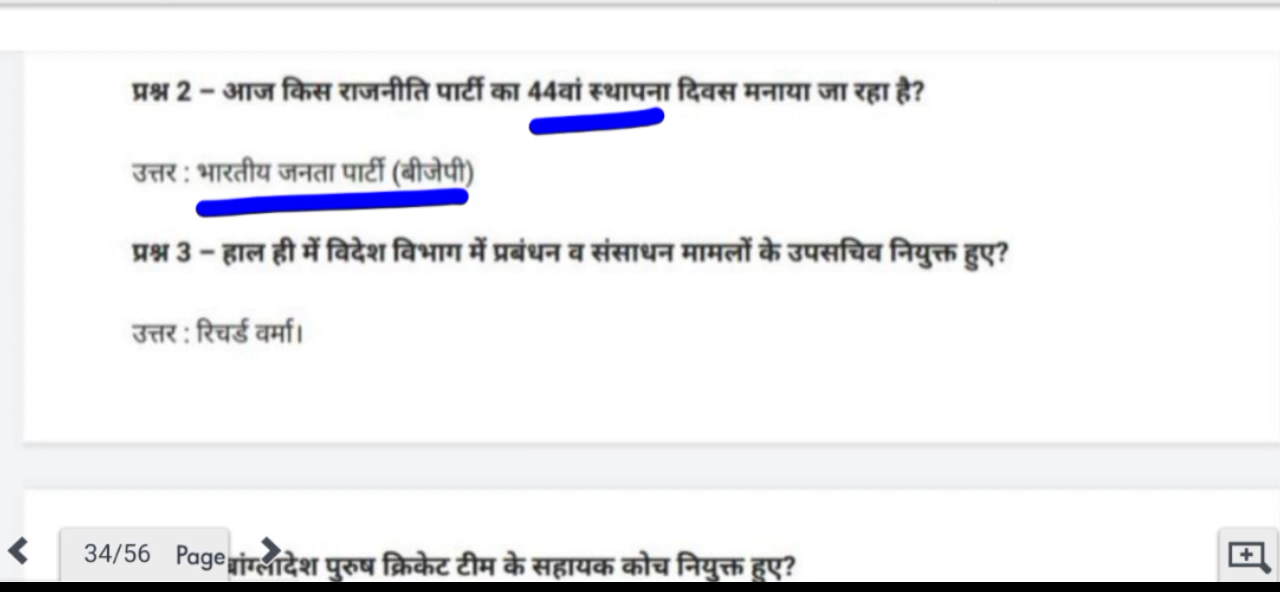 प्रश्न 2 – आज किस राजनीति पार्टी का 44वां स्थापना दिवस मनाया जा रहा है?
उत्तर : भारतीय जनता पार्टी (बीजेपी)
प्रश्न 3 – हाल ही में विदेश विभाग में प्रबंधन व संसाधन मामलों के उपसचिव नियुक्त हुए?
उत्तर : रिचर्ड वर्मा।
34/56 Page
बांग्लादेश पुरुष क्रिकेट टीम के सहायक कोच नियुक्त हुए?